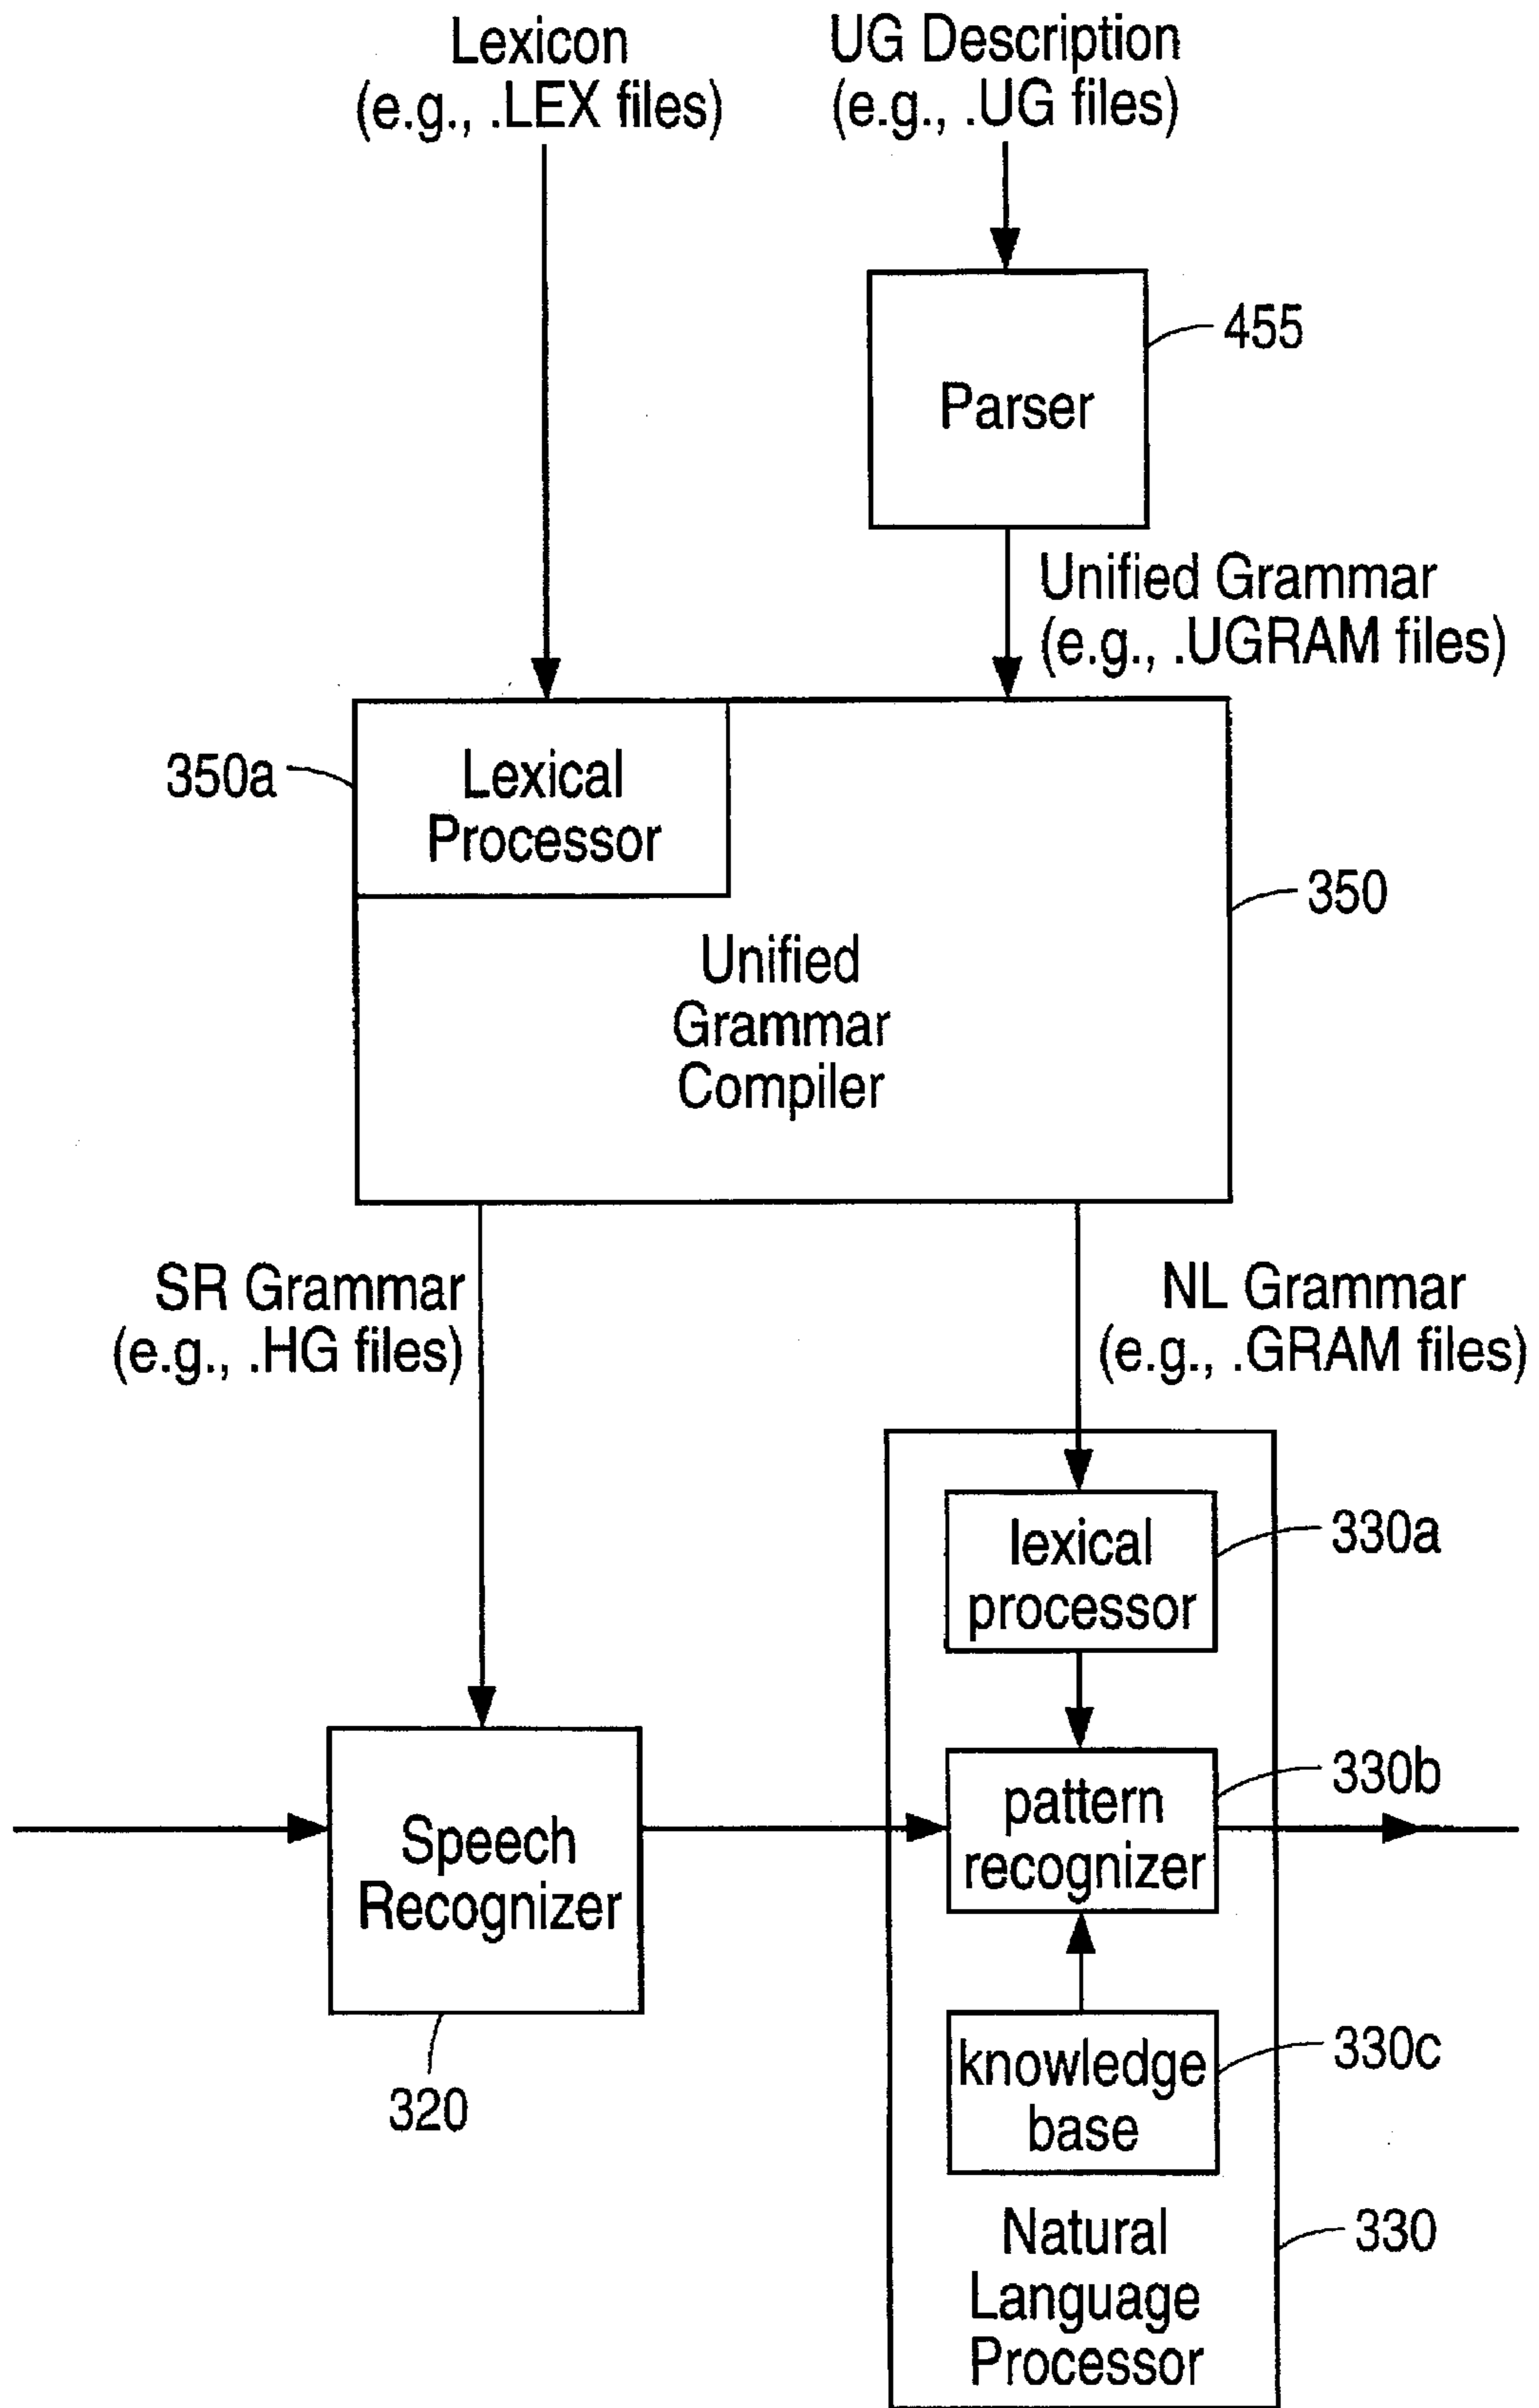 Lexicon
(e.g., .LEX files)
UG Description
(e.g., .UG files)
455
Parser
Unified Grammar
(e.g., .UGRAM files)
350a
Lexical
Processor
350
Unified
Grammar
Compiler
SR Grammar
(e.g., .HG files)
NL Grammar
(e.g., .GRAM files)
330a
lexical
processor
330b
pattern
recognizer
Speech
Recognizer
320
330c
knowledge
base
330
Natural
Language
Processor